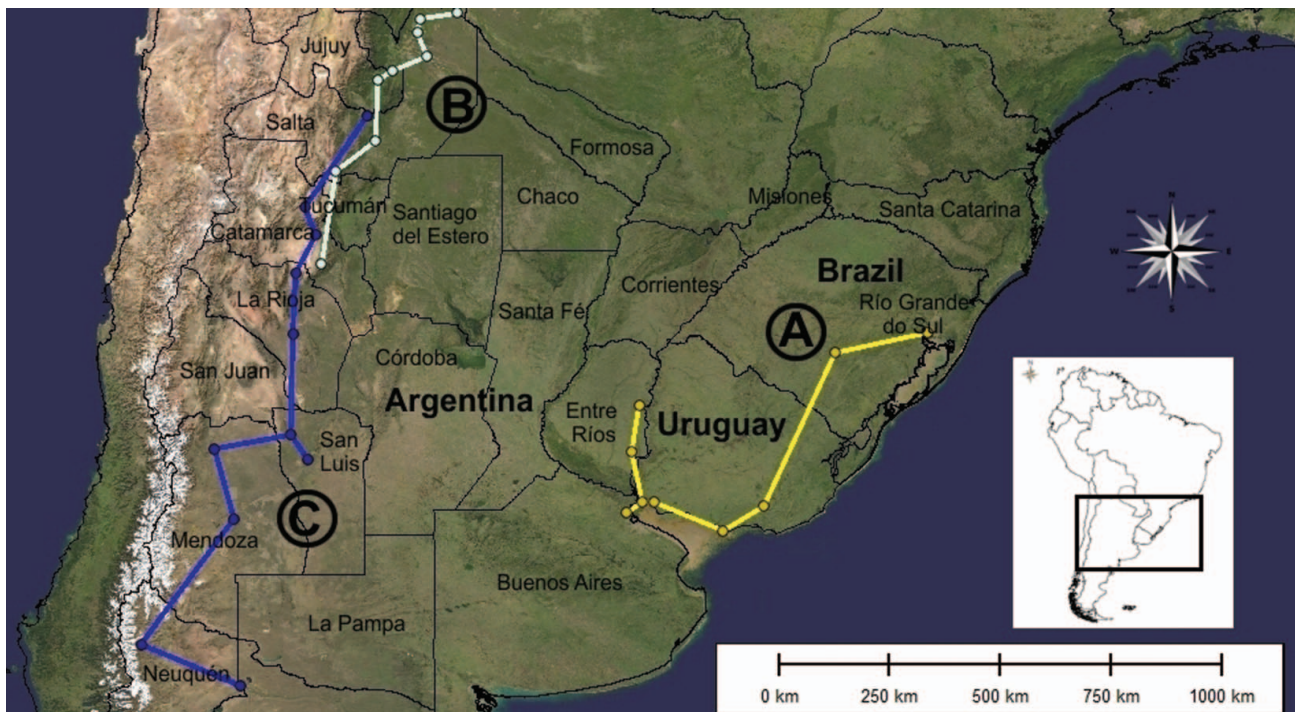 Jujuy
B
Salta
Formosa
Chaco
Misiones
Tucumán
Santiago
del Estero
Santa Catarina
Catamarca
Brazil
Corrientes
La Rioja
Santa Fé
Río Grande
do Sul
A
Córdoba
San Juan
Argentina
Entre
Ríos
Uruguay
San
Luis
C
Mendoza
Buenos Aires
La Pampa
Neuquén
N
W
E
S
0 km
250 km
500 km
750 km
1000 km